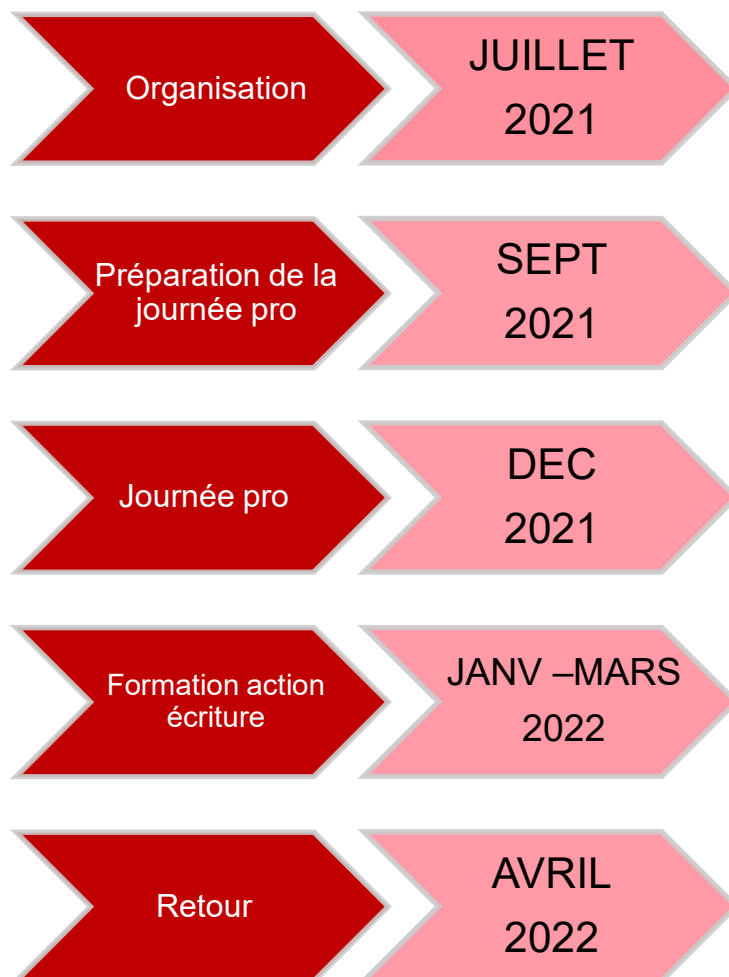 Organisation
JUILLET
2021
Préparation de la
journée pro
SEPT
2021
Journée pro
DEC
2021
Formation action
écriture
JANV –MARS
2022
Retour
AVRIL
2022